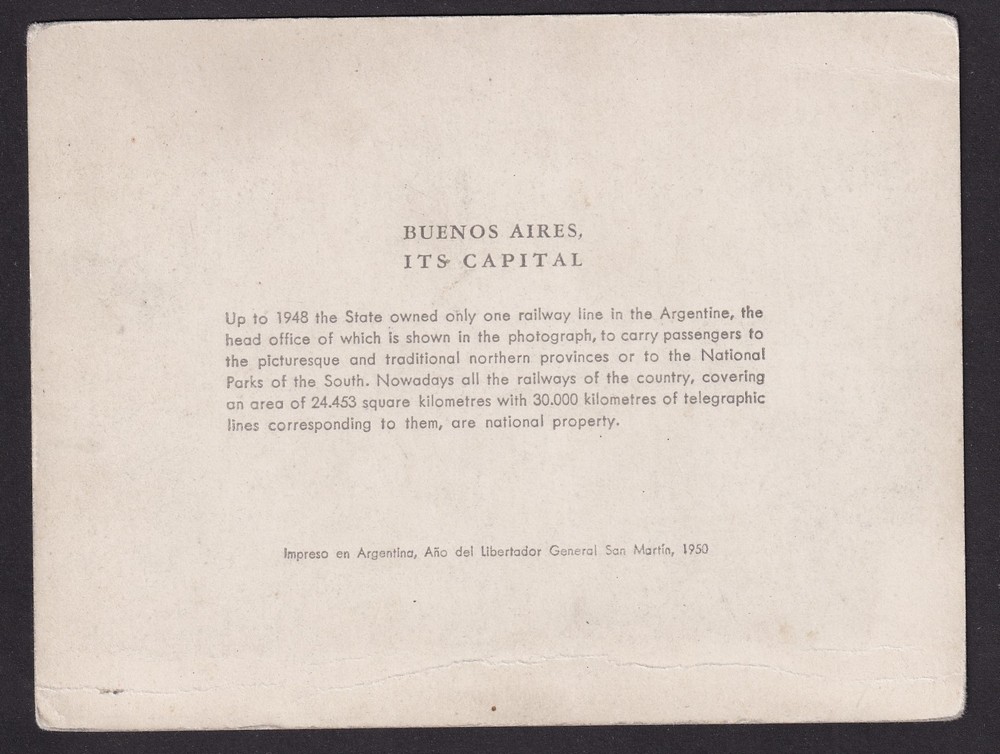 BUENOS AIRES,
ITS CAPITAL
Up to 1948 the State owned only one railway line in the Argentine, the
head office of which is shown in the photograph, to carry passengers to
the picturesque and traditional northern provinces or to the National
Parks of the South. Nowadays all the railways of the country, covering
an area of 24.453 square kilometres with 30.000 kilometres of telegraphic
lines corresponding to them, are national property.
Impreso en Argentina, Año del Libertador General San Martín, 1950